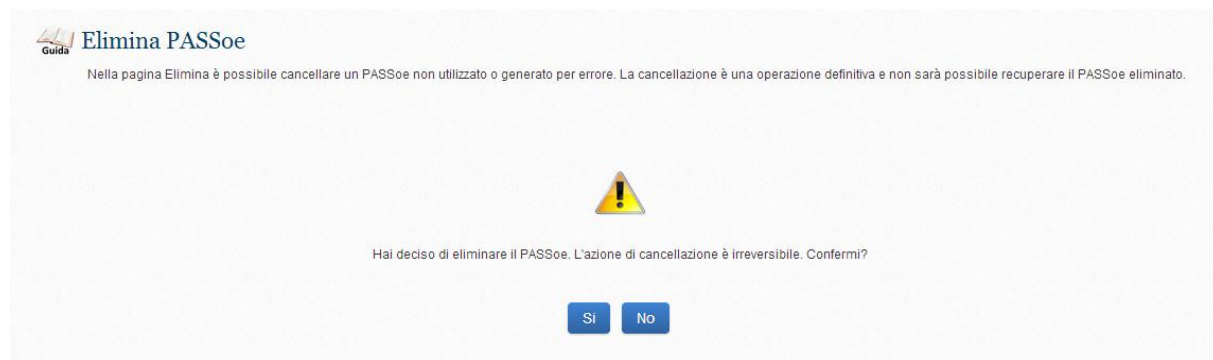 Guida
Elimina PASSoe
Nella pagina Elimina è possibile cancellare un PASSoe non utilizzato o generato per errore. La cancellazione è una operazione definitiva e non sarà possibile recuperare il PASSoe eliminato.
Hai deciso di eliminare il PASSoe. L'azione di cancellazione è irreversibile. Confermi?
Si No